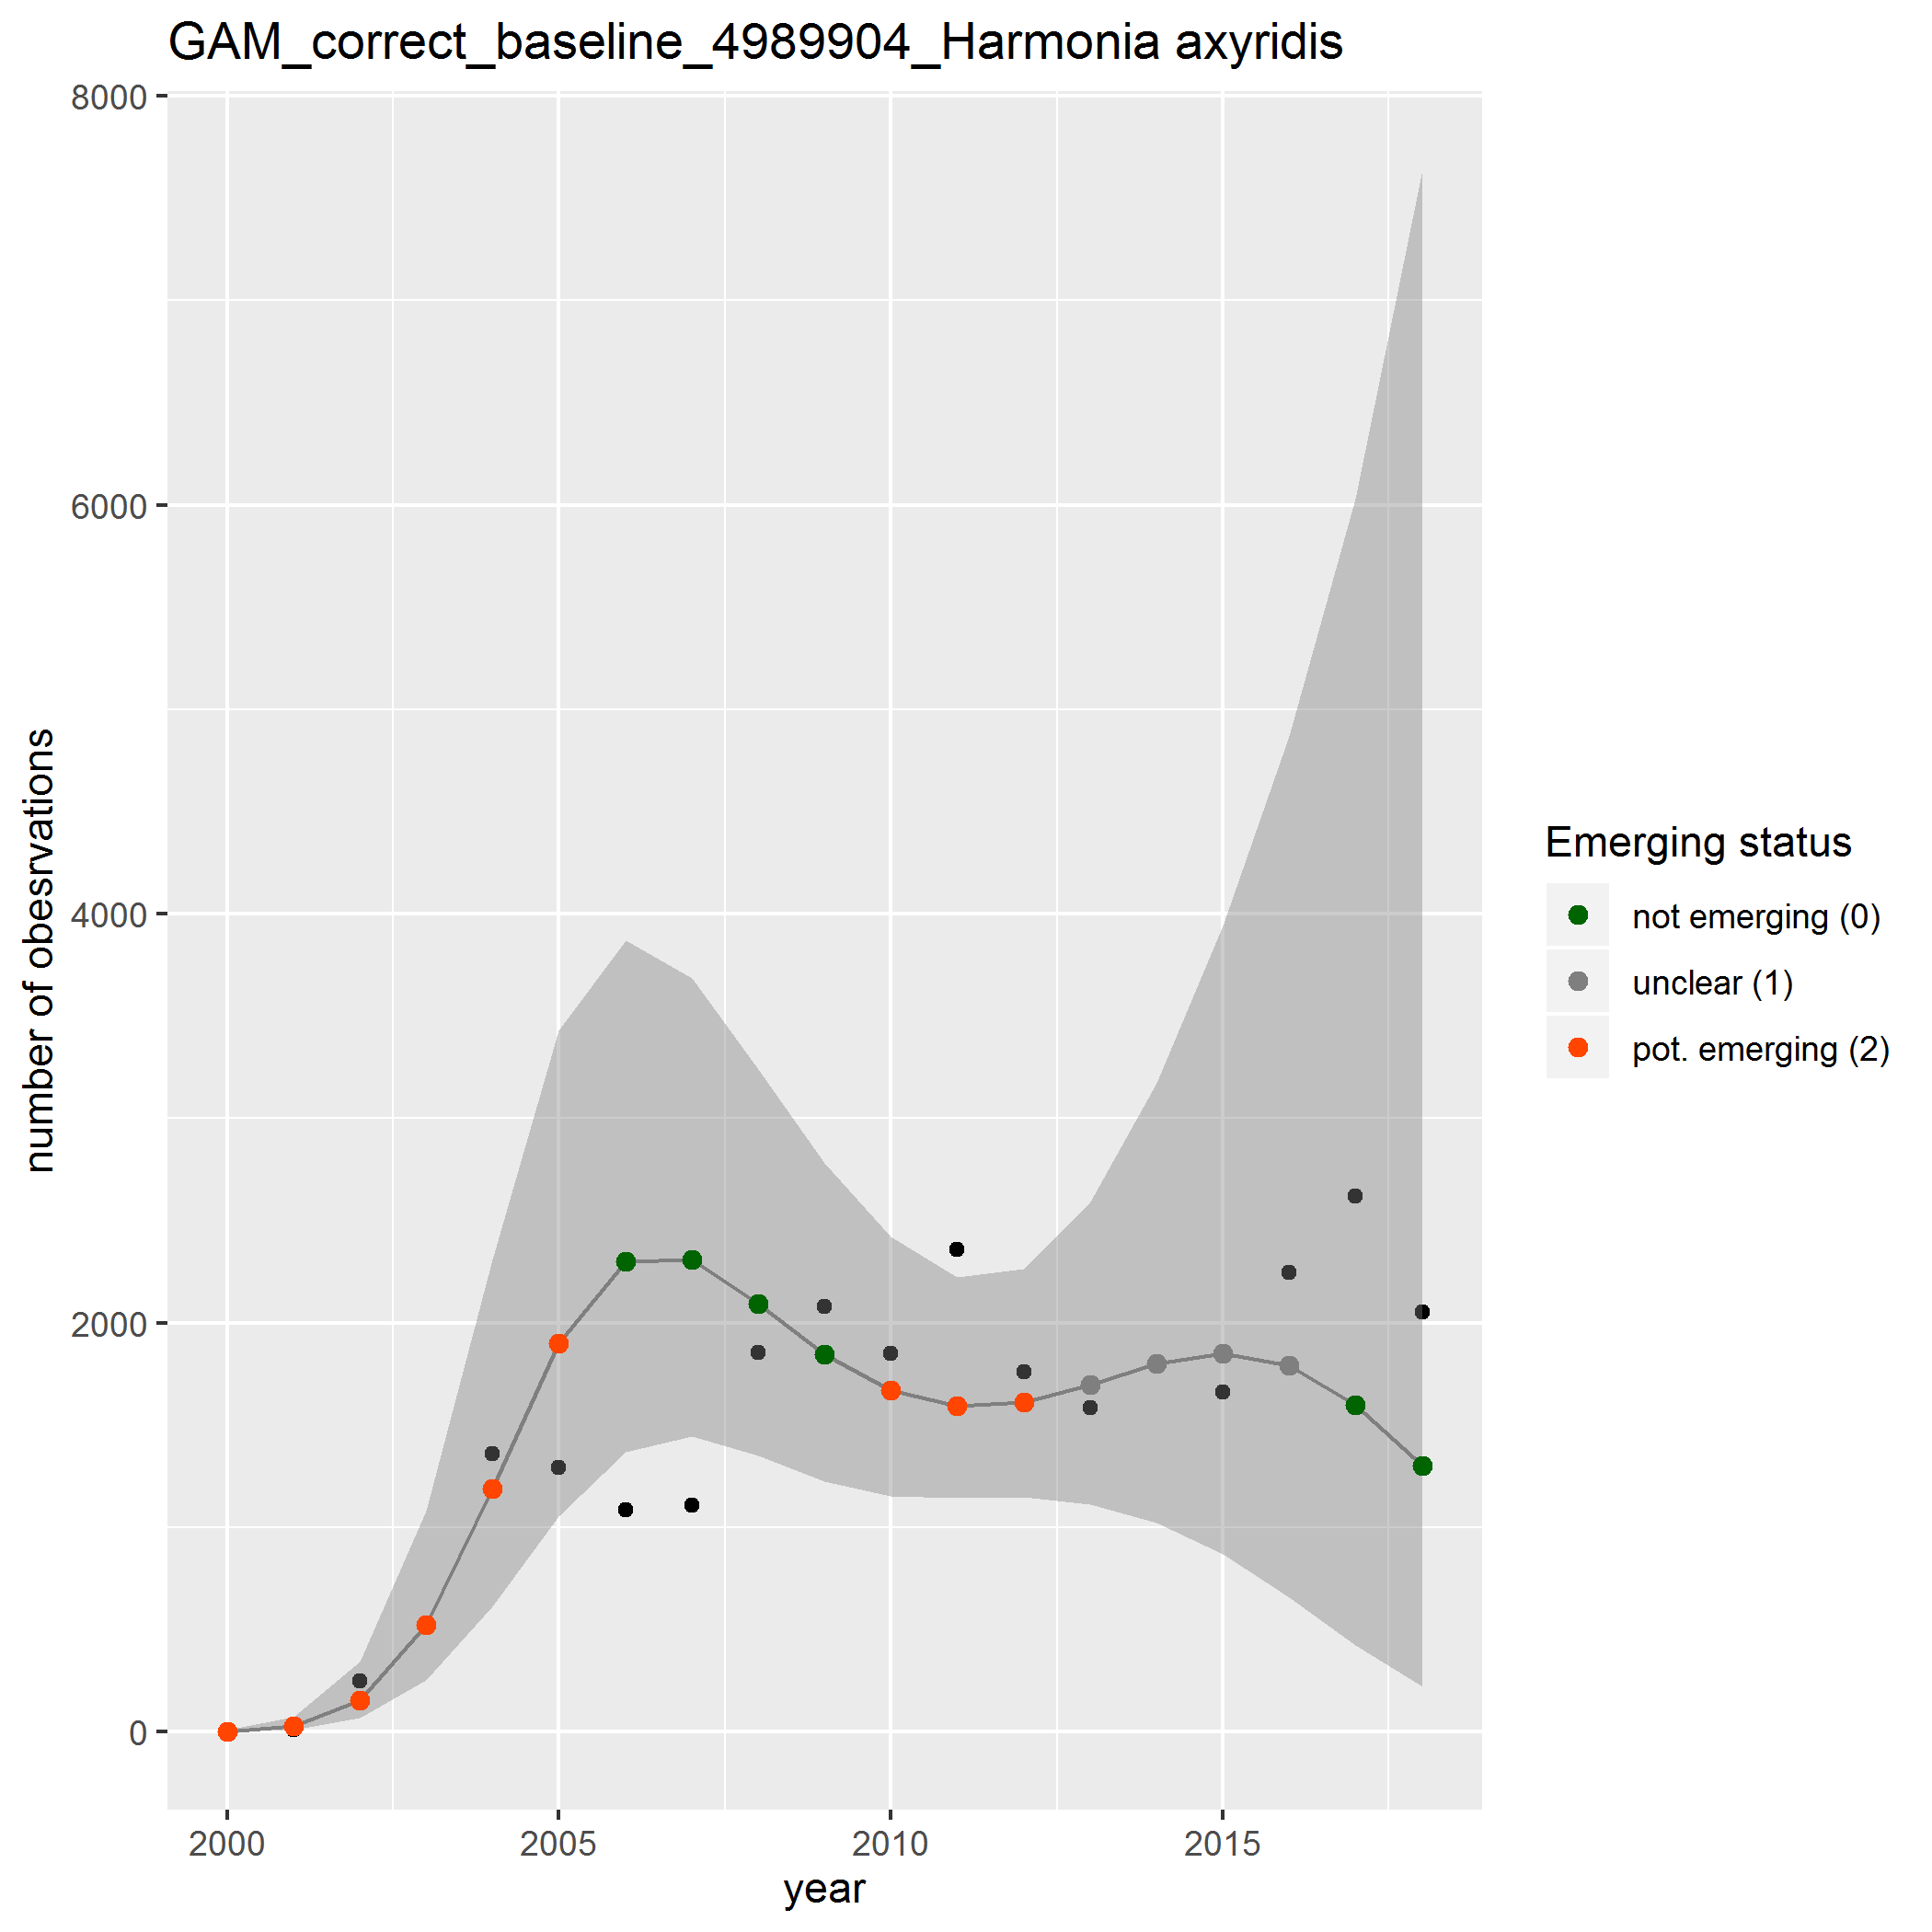 GAM_correct_baseline_4989904_Harmonia axyridis
8000
6000
4000
2000
0
number of obesrvations
2000
2005
2010
2015
year
Emerging status
not emerging (0)
unclear (1)
pot. emerging (2)